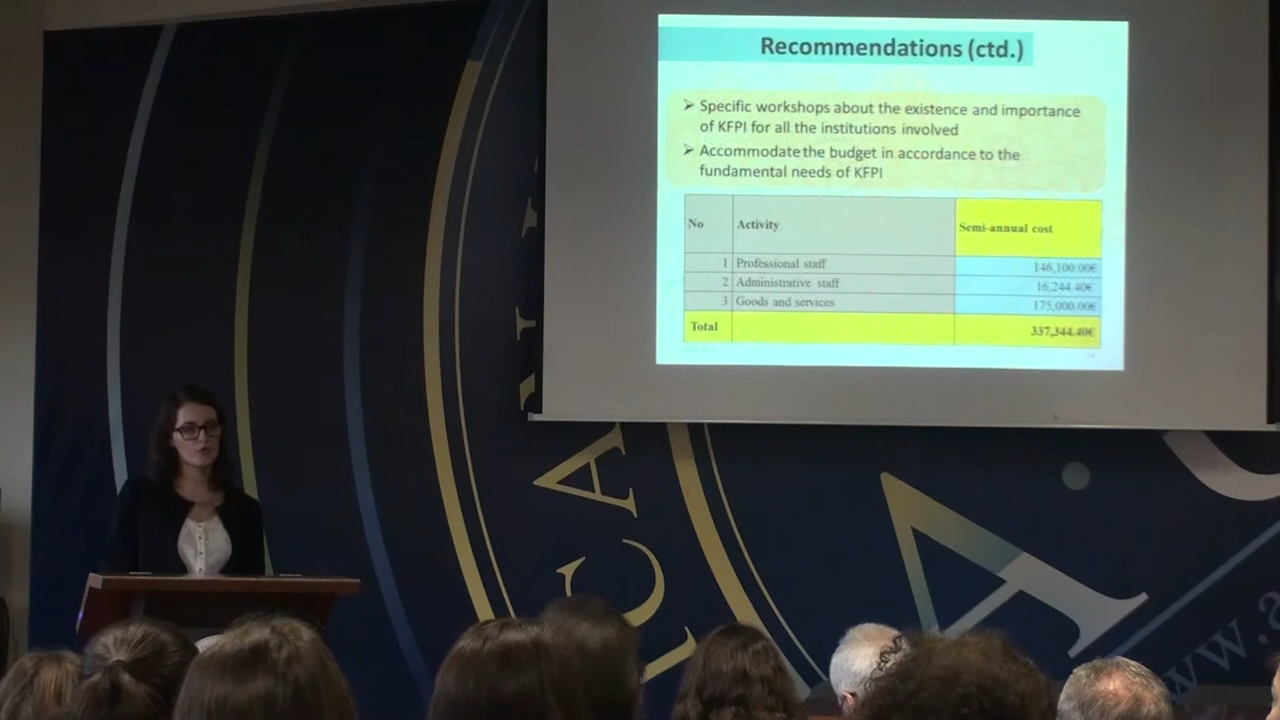 Recommendations (ctd.)
➢ Specific workshops about the existence and importance
of KFPI for all the institutions involved
➢ Accommodate the budget in accordance to the
fundamental needs of KFPI
No Activity Semi-annual cost
1 Professional staff 146,100.00€
2 Administrative staff 16,244.40€
3 Goods and services 175,000.00€
Total 337,344.40€
CA
A
www.a